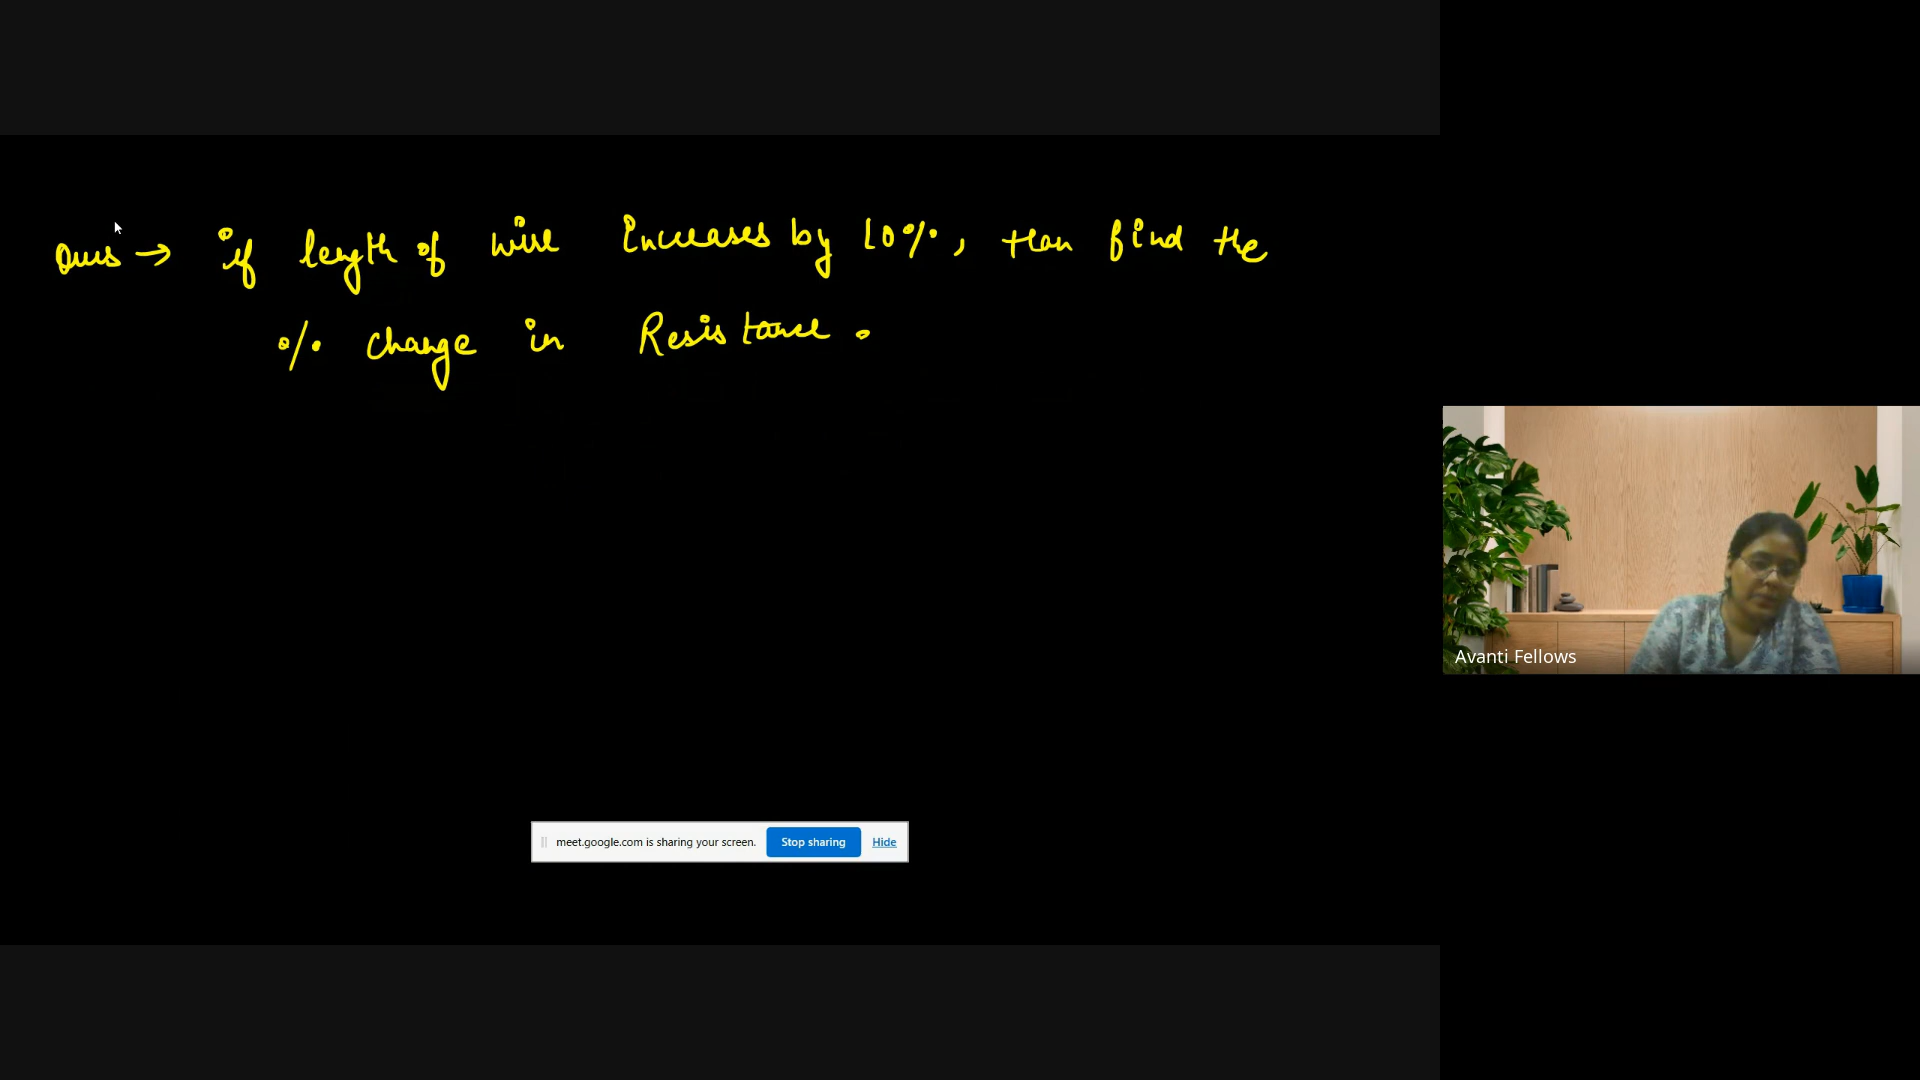 Ques → if length of wire Increases by 10%, then find the
% change in Resistance.
Avanti Fellows
meet.google.com is sharing your screen. Stop sharing Hide